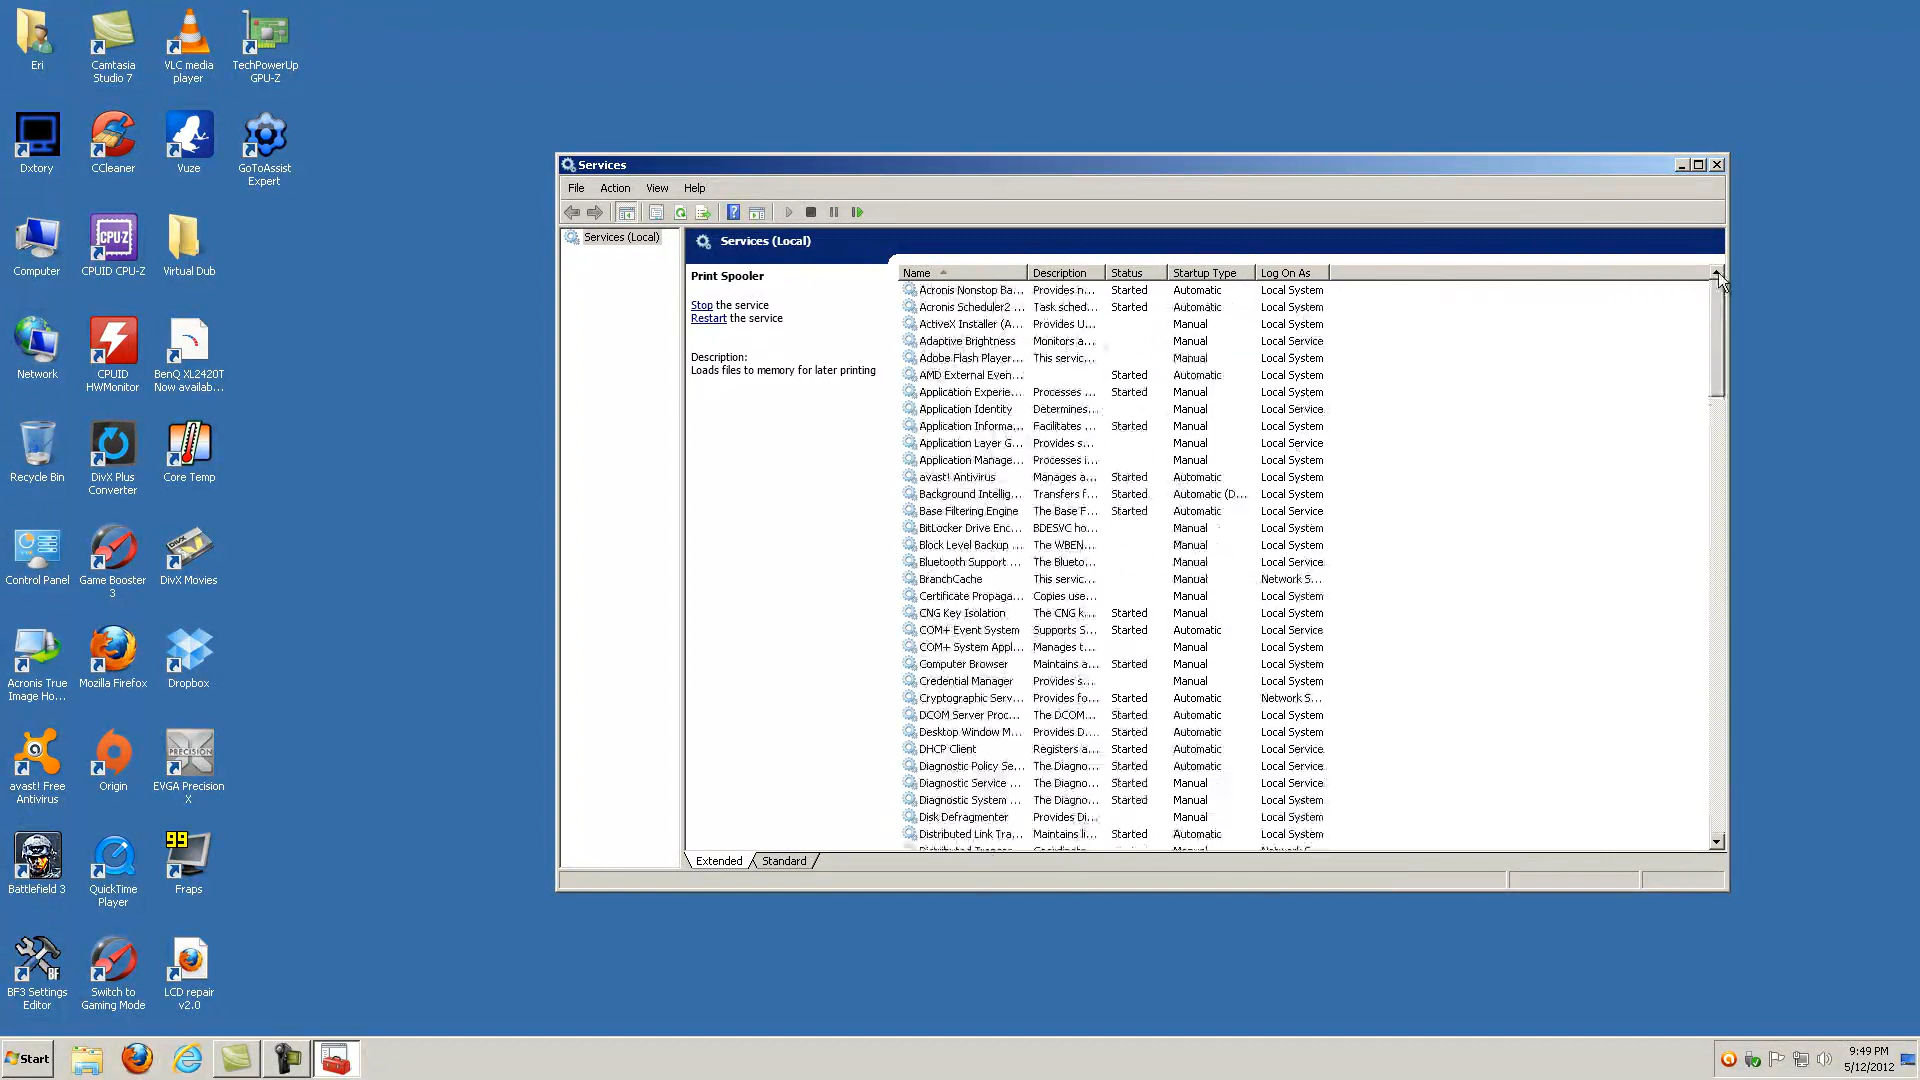 Eri
Camtasia
Studio 7
VLC media
player
TechPowerUp
GPU-Z
Dxtory
CCleaner
Vuze
GoToAssist
Expert
Computer
CPUID CPU-Z
Virtual Dub
Network
CPUID
HWMonitor
BenQ XL2420T
Now availab...
Recycle Bin
DivX Plus
Converter
Core Temp
Control Panel
Game Booster
3
DivX Movies
Acronis True
Image Ho...
Mozilla Firefox
Dropbox
avast! Free
Antivirus
Origin
EVGA Precision
X
Battlefield 3
QuickTime
Player
Fraps
BF3 Settings
Editor
Switch to
Gaming Mode
LCD repair
v2.0
CPU-Z
PRECISION
99
BF
Services
File Action View Help
Services (Local)
Services (Local)
Print Spooler
Stop the service
Restart the service
Description:
Loads files to memory for later printing
Name Description Status Startup Type Log On As
Acronis Nonstop Ba... Provides n... Started Automatic Local System
Acronis Scheduler2 ... Task sched... Started Automatic Local System
ActiveX Installer (A... Provides U... Manual Local System
Adaptive Brightness Monitors a... Manual Local Service
Adobe Flash Player... This servic... Manual Local System
AMD External Even... Started Automatic Local System
Application Experie... Processes ... Started Manual Local System
Application Identity Determines... Manual Local Service
Application Informa... Facilitates ... Started Manual Local System
Application Layer G... Provides s... Manual Local Service
Application Manage... Processes i... Manual Local System
avast! Antivirus Manages a... Started Automatic Local System
Background Intellig... Transfers f... Started Automatic (D... Local System
Base Filtering Engine The Base F... Started Automatic Local Service
BitLocker Drive Enc... BDESVC ho... Manual Local System
Block Level Backup ... The WBEN... Manual Local System
Bluetooth Support ... The Blueto... Manual Local Service
BranchCache This servic... Manual Network S...
Certificate Propaga... Copies use... Manual Local System
CNG Key Isolation The CNG k... Started Manual Local System
COM+ Event System Supports S... Started Automatic Local Service
COM+ System Appl... Manages t... Manual Local System
Computer Browser Maintains a... Started Manual Local System
Credential Manager Provides s... Manual Local System
Cryptographic Serv... Provides fo... Started Automatic Network S...
DCOM Server Proc... The DCOM... Started Automatic Local System
Desktop Window M... Provides D... Started Automatic Local System
DHCP Client Registers a... Started Automatic Local Service
Diagnostic Policy Se... The Diagno... Started Automatic Local Service
Diagnostic Service ... The Diagno... Started Manual Local Service
Diagnostic System ... The Diagno... Started Manual Local System
Disk Defragmenter Provides Di... Manual Local System
Distributed Link Tra... Maintains li... Started Automatic Local System
Extended Standard
Start
9:49 PM
5/12/2012